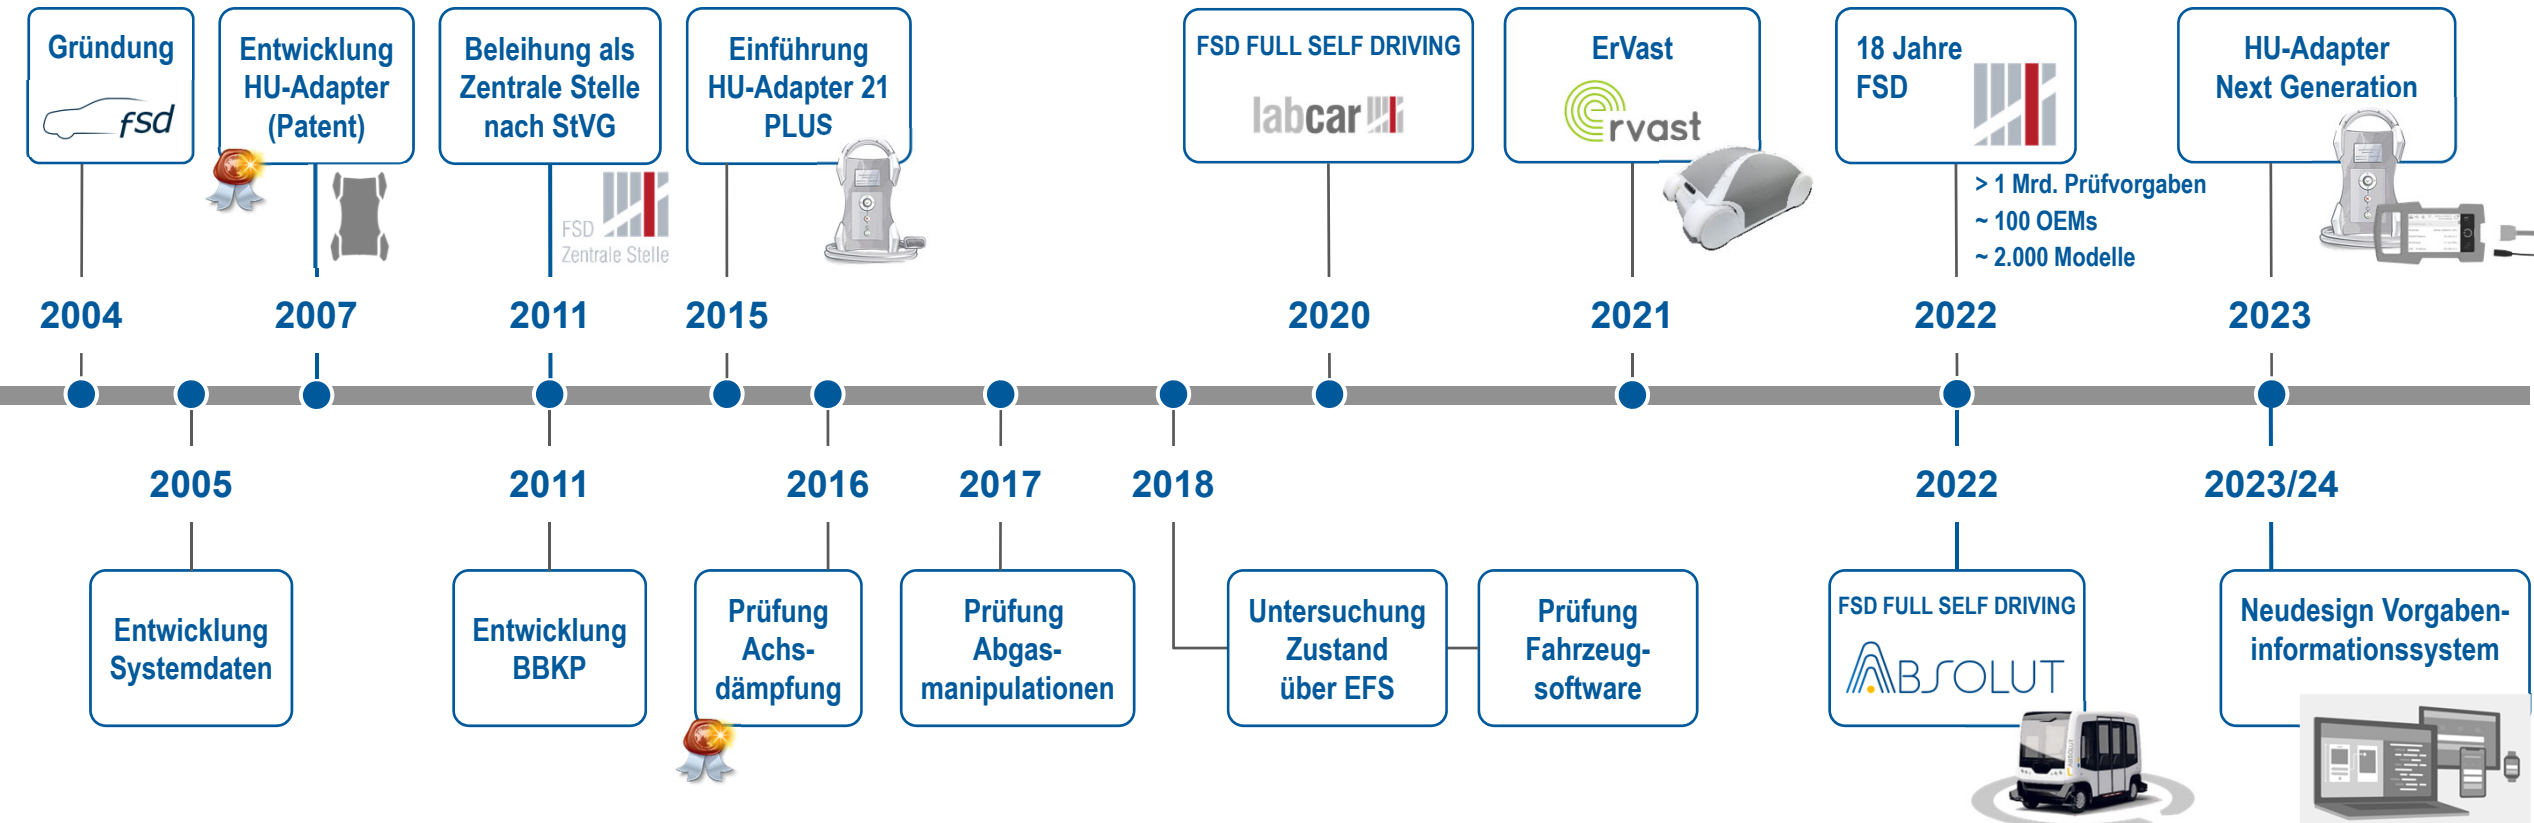 Gründung
fsd
Entwicklung
HU-Adapter
(Patent)
Beleihung als
Zentrale Stelle
nach StVG
FSD
Zentrale Stelle
Einführung
HU-Adapter 21
PLUS
FSD FULL SELF DRIVING
labcar
ErVast
ervast
18 Jahre
FSD
> 1 Mrd. Prüfvorgaben
~ 100 OEMs
~ 2.000 Modelle
HU-Adapter
Next Generation
2004
2007
2011
2015
2020
2021
2022
2023
2005
2011
2016
2017
2018
2022
2023/24
Entwicklung
Systemdaten
Entwicklung
BBKP
Prüfung
Achs-
dämpfung
Prüfung
Abgas-
manipulationen
Untersuchung
Zustand
über EFS
Prüfung
Fahrzeug-
software
FSD FULL SELF DRIVING
ABSOLUT
Neudesign Vorgaben-
informationssystem